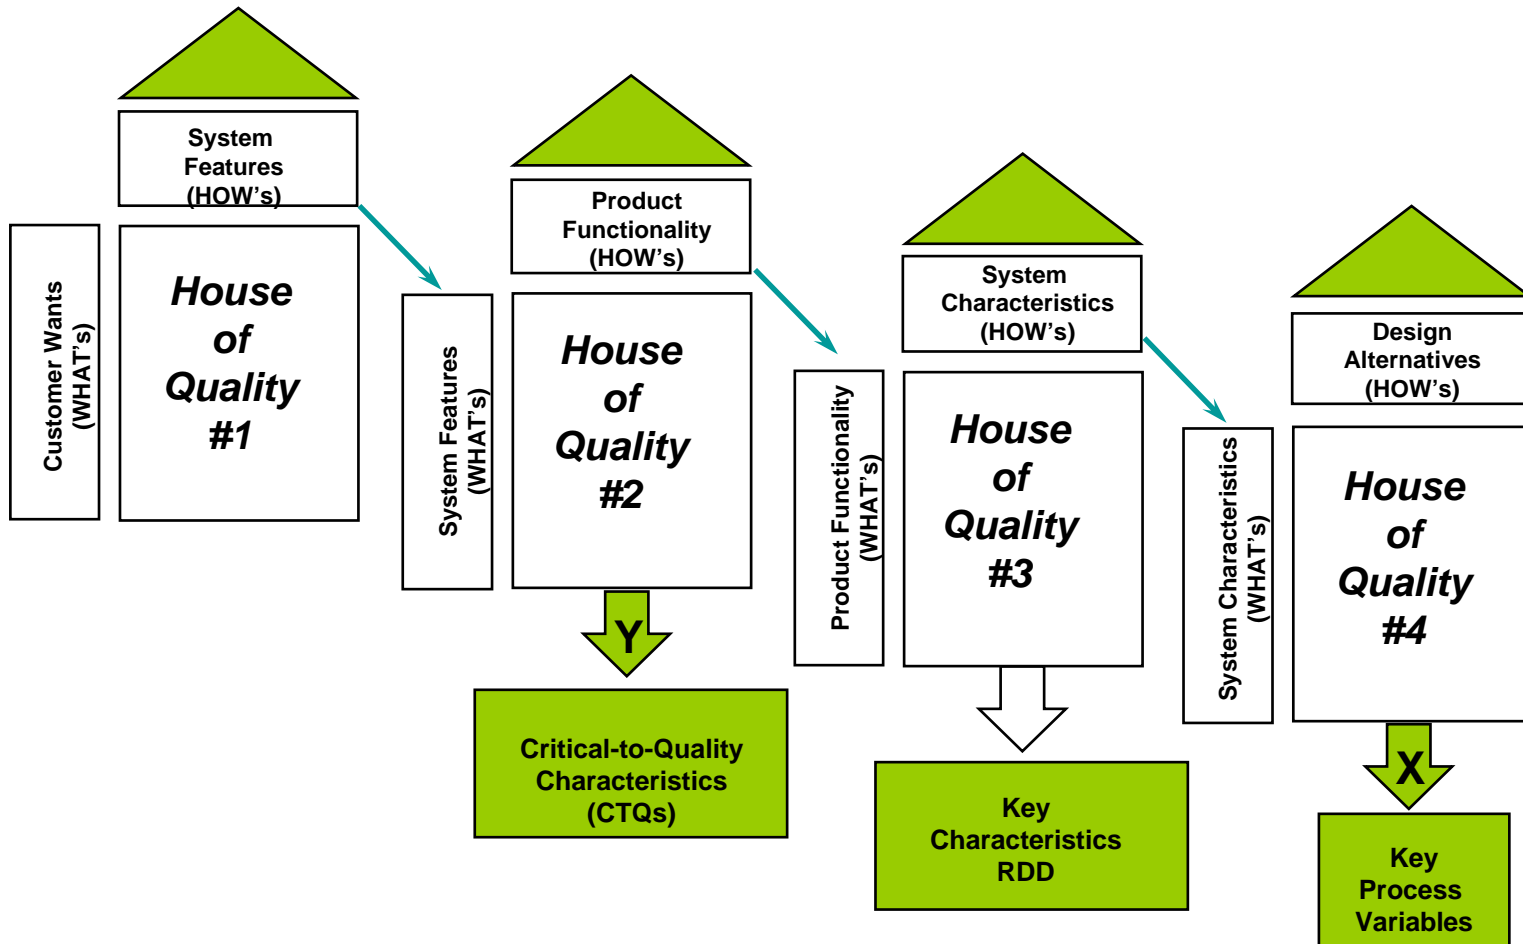 System
Features
(HOW's)
Customer Wants
(WHAT's)
House
of
Quality
#1
Product
Functionality
(HOW's)
System Features
(WHAT's)
House
of
Quality
#2
Y
Critical-to-Quality
Characteristics
(CTQs)
System
Characteristics
(HOW's)
Product Functionality
(WHAT's)
House
of
Quality
#3
Key
Characteristics
RDD
Design
Alternatives
(HOW's)
System Characteristics
(WHAT's)
House
of
Quality
#4
X
Key
Process
Variables